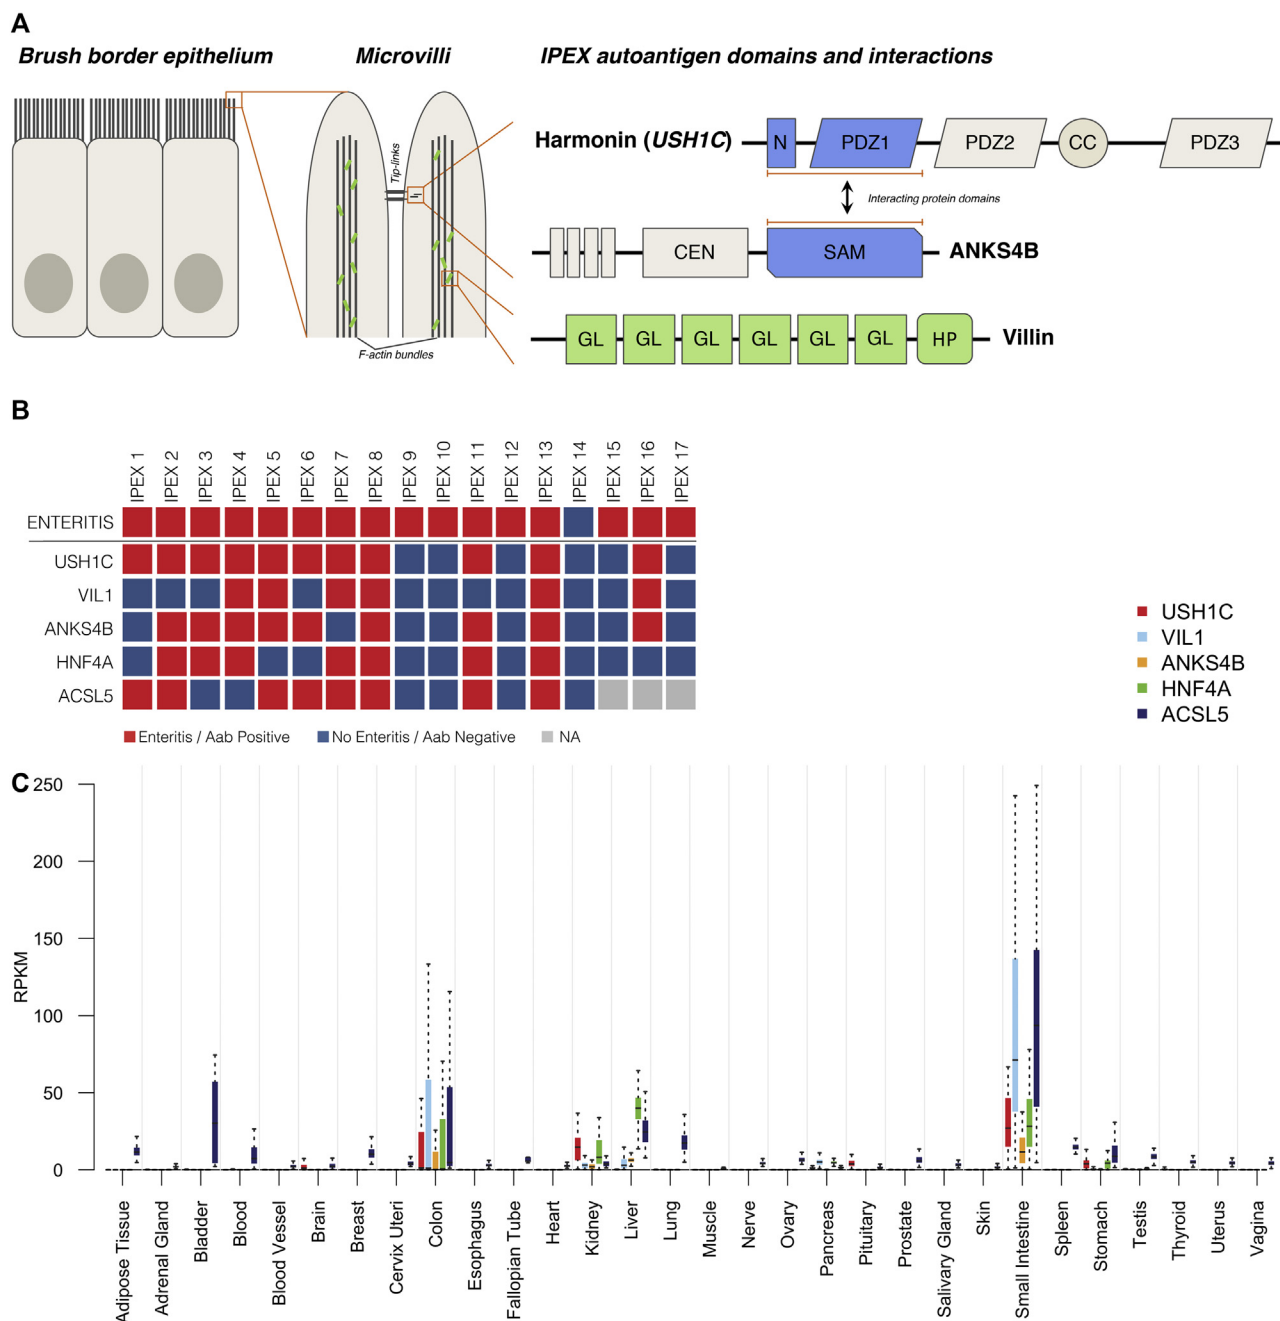 A
Brush border epithelium
Microvilli
IPEX autoantigen domains and interactions
Tip-links
F-actin bundles
Harmonin (USH1C)
N
PDZ1
PDZ2
CC
PDZ3
Interacting protein domains
CEN
SAM
ANKS4B
GL
GL
GL
GL
GL
GL
HP
Villin
B
IPEX 1
IPEX 2
IPEX 3
IPEX 4
IPEX 5
IPEX 6
IPEX 7
IPEX 8
IPEX 9
IPEX 10
IPEX 11
IPEX 12
IPEX 13
IPEX 14
IPEX 15
IPEX 16
IPEX 17
ENTERITIS
USH1C
VIL1
ANKS4B
HNF4A
ACSL5
Enteritis / Aab Positive
No Enteritis / Aab Negative
NA
USH1C
VIL1
ANKS4B
HNF4A
ACSL5
C
250
200
150
100
50
0
RPKM
Adipose Tissue
Adrenal Gland
Bladder
Blood
Blood Vessel
Brain
Breast
Cervix Uteri
Colon
Esophagus
Fallopian Tube
Heart
Kidney
Liver
Lung
Muscle
Nerve
Ovary
Pancreas
Pituitary
Prostate
Salivary Gland
Skin
Small Intestine
Spleen
Stomach
Testis
Thyroid
Uterus
Vagina